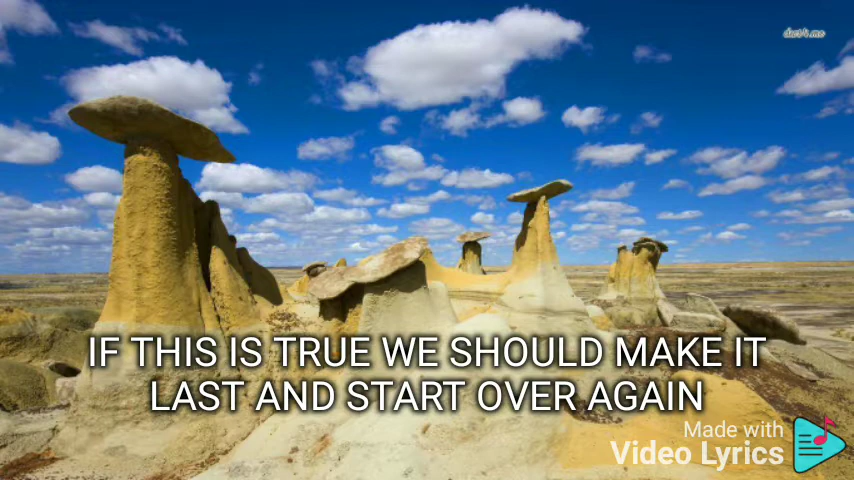 IF THIS IS TRUE WE SHOULD MAKE IT
LAST AND START OVER AGAIN
Made with
Video Lyrics